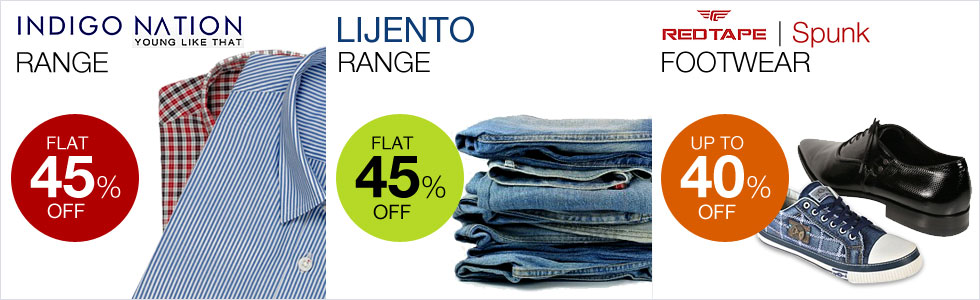 INDIGO NATION
YOUNG LIKE THAT
RANGE
FLAT
45%
OFF
LIJENTO
RANGE
FLAT
45%
OFF
REDTAPE | Spunk
FOOTWEAR
UP TO
40%
OFF